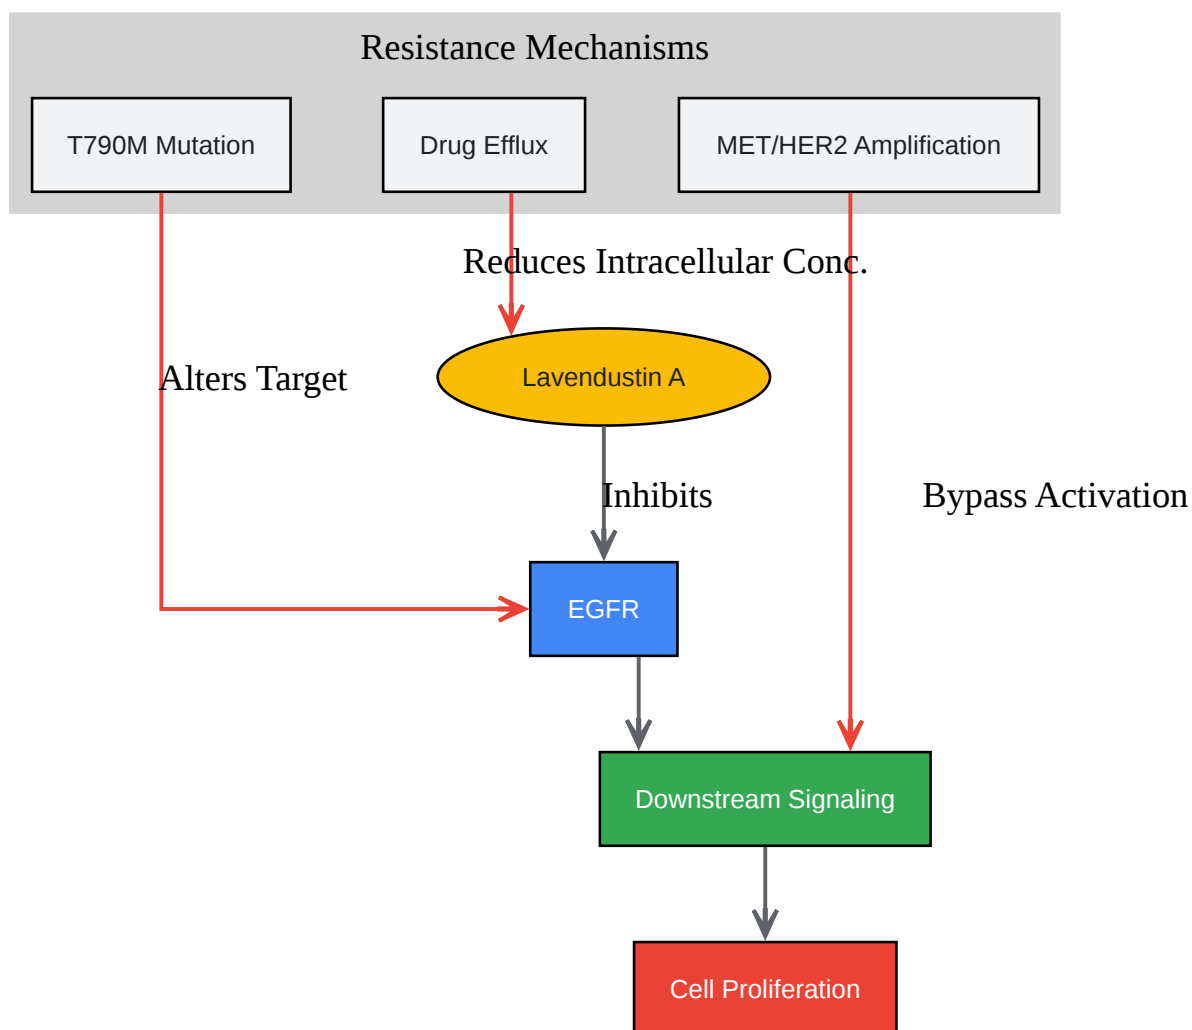 Resistance Mechanisms
T790M Mutation
Drug Efflux
MET/HER2 Amplification
Reduces Intracellular Conc.
Alters Target
Lavendustin A
Inhibits
Bypass Activation
EGFR
Downstream Signaling
Cell Proliferation